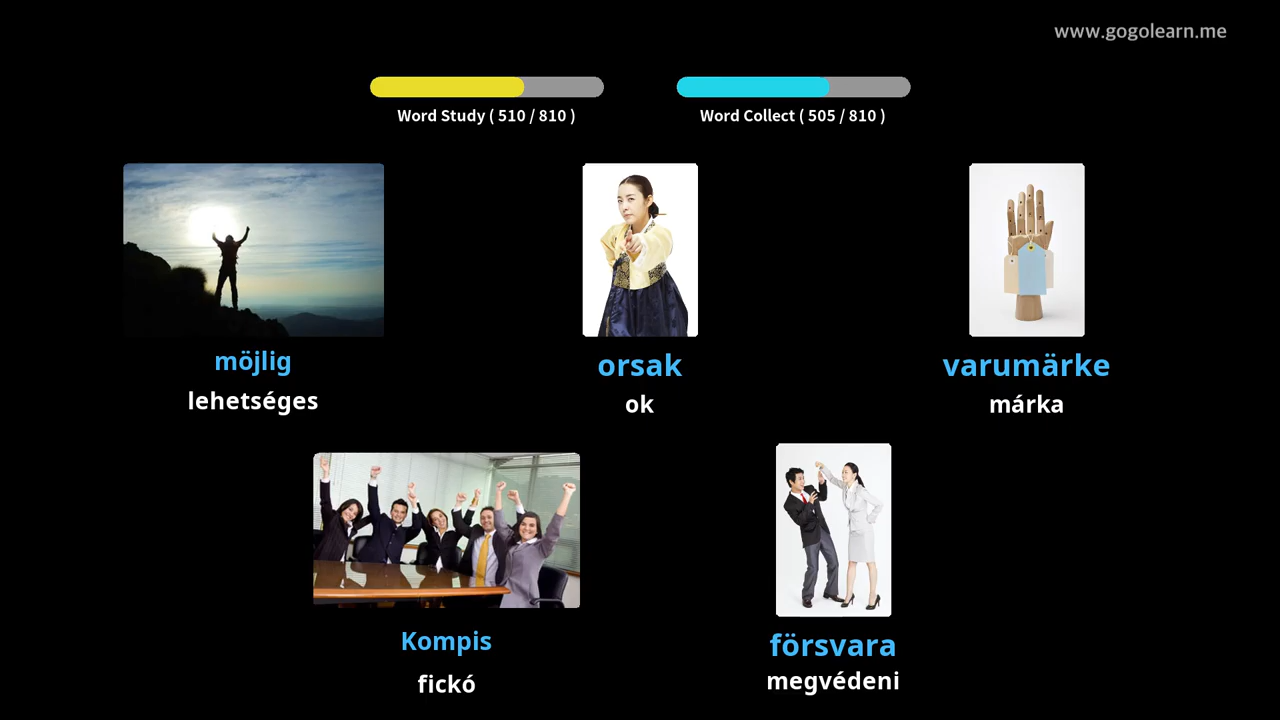 www.gogolearn.me
Word Study ( 510 / 810 )
Word Collect ( 505 / 810 )
möjlig
lehetséges
orsak
ok
varumärke
márka
Kompis
fickó
försvara
megvédeni